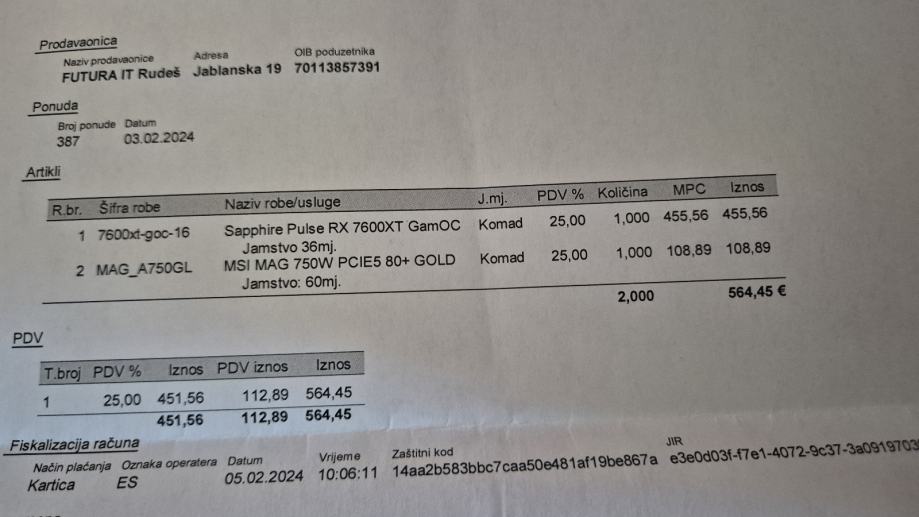 Prodavaonica
Naziv prodavaonice Adresa OIB poduzetnika
FUTURA IT Rudeš Jablanska 19 70113857391
Ponuda
Broj ponude Datum
387 03.02.2024
Artikli
R.br. Šifra robe Naziv robe/usluge J.mj. PDV % Količina MPC Iznos
1 7600xt-goc-16 Sapphire Pulse RX 7600XT GamOC Komad 25,00 1,000 455,56 455,56
Jamstvo 36mj.
2 MAG_A750GL MSI MAG 750W PCIE5 80+ GOLD Komad 25,00 1,000 108,89 108,89
Jamstvo: 60mj.
2,000 564,45 €
PDV
T.broj PDV % Iznos PDV iznos Iznos
1 25,00 451,56 112,89 564,45
451,56 112,89 564,45
Fiskalizacija računa
Način plaćanja Oznaka operatera Datum Vrijeme Zaštitni kod JIR
Kartica ES 05.02.2024 10:06:11 14aa2b583bbc7caa50e481af19be867a e3e0d03f-f7e1-4072-9c37-3a0919703